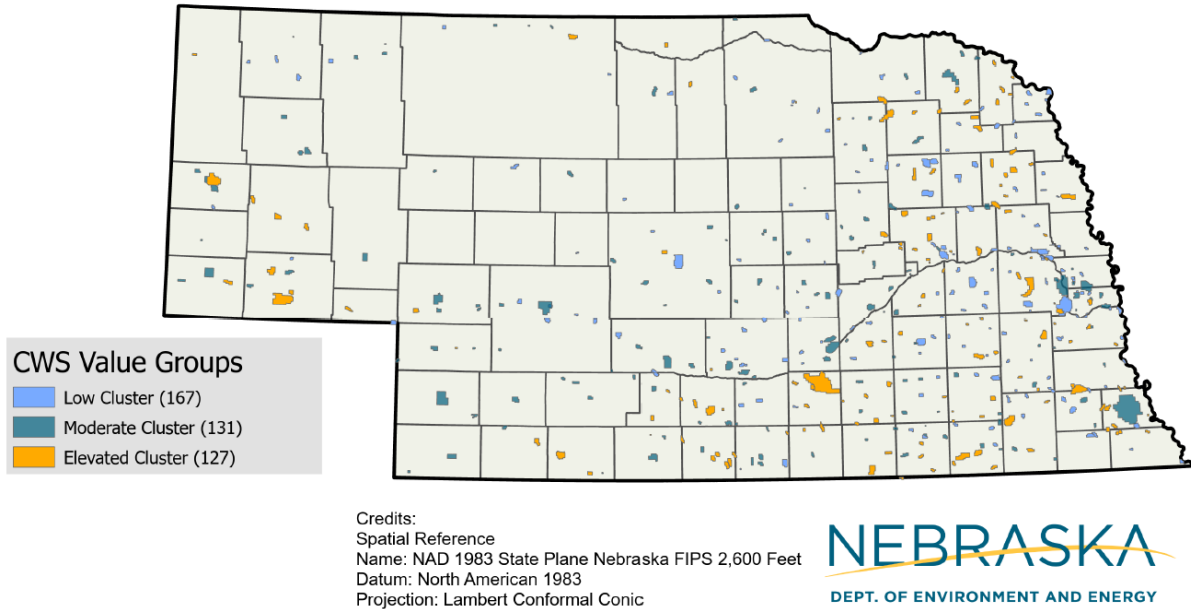 CWS Value Groups
Low Cluster (167)
Moderate Cluster (131)
Elevated Cluster (127)
Credits:
Spatial Reference
Name: NAD 1983 State Plane Nebraska FIPS 2,600 Feet
Datum: North American 1983
Projection: Lambert Conformal Conic
NEBRASKA
DEPT. OF ENVIRONMENT AND ENERGY